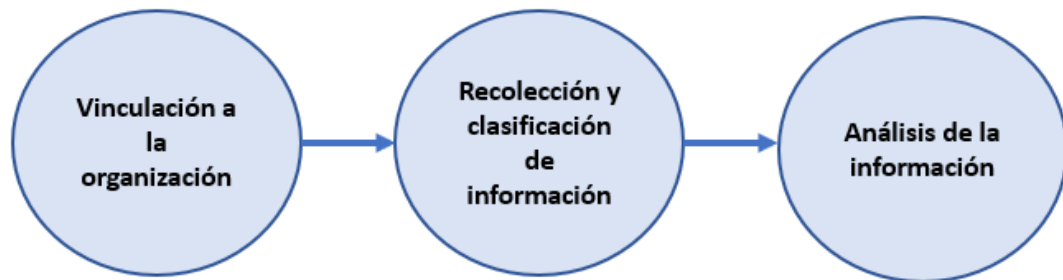 Vinculación a
la
organización
Recolección y
clasificación
de
información
Análisis de la
información